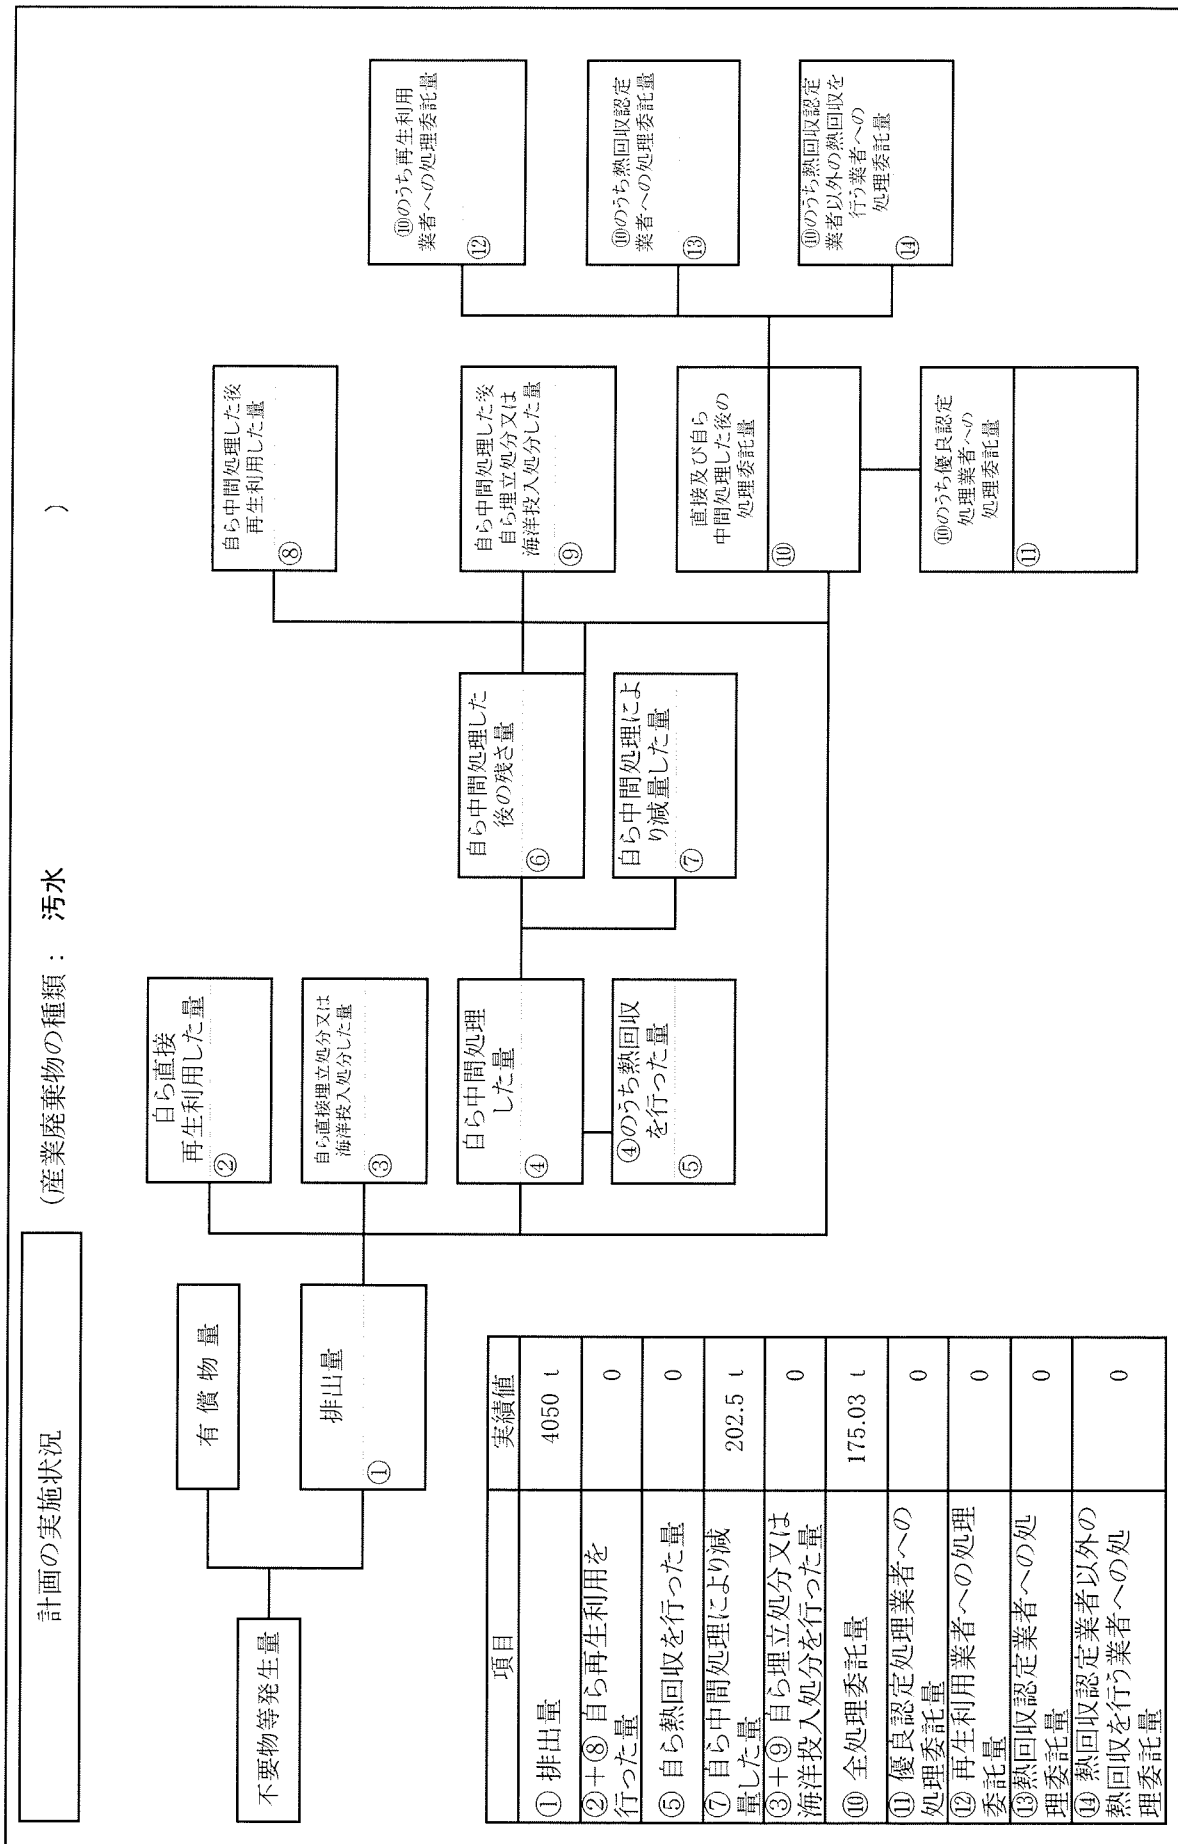 計画の実施状況
(産業廃棄物の種類： 汚水 )
不要物等発生量
有 償 物 量
排出量
①
自ら直接
再生利用した量
②
自ら直接埋立処分又は
海洋投入処分した量
③
自ら中間処理
した量
④
④のうち熱回収
を行った量
⑤
自ら中間処理した
後の残さ量
⑥
自ら中間処理によ
り減量した量
⑦
自ら中間処理した後
再生利用した量
⑧
自ら中間処理した後
自ら埋立処分又は
海洋投入処分した量
⑨
直接及び自ら
中間処理した後の
処理委託量
⑩
⑩のうち優良認定
処理業者への
処理委託量
⑪
⑩のうち再生利用
業者への処理委託量
⑫
⑩のうち熱回収認定
業者への処理委託量
⑬
⑩のうち熱回収認定
業者以外の熱回収を
行う業者への
処理委託量
⑭
項目 実績値
① 排出量 4050 t
②＋⑧ 自ら再生利用を
行った量 0
⑤ 自ら熱回収を行った量 0
⑦ 自ら中間処理により減
量した量 202.5 t
③＋⑨ 自ら埋立処分又は
海洋投入処分を行った量 0
⑩ 全処理委託量 175.03 t
⑪ 優良認定処理業者への
処理委託量 0
⑫ 再生利用業者への処理
委託量 0
⑬熱回収認定業者への処
理委託量 0
⑭ 熱回収認定業者以外の
熱回収を行う業者への処
理委託量 0